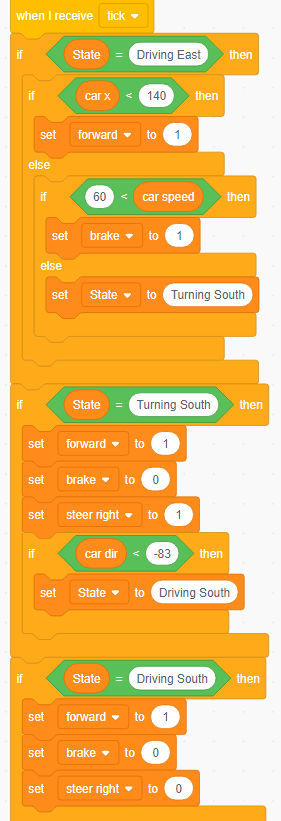 when I receive tick
if State = Driving East then
if car x < 140 then
set forward to 1
else
if 60 < car speed then
set brake to 1
else
set State to Turning South
if State = Turning South then
set forward to 1
set brake to 0
set steer right to 1
if car dir < -83 then
set State to Driving South
if State = Driving South then
set forward to 1
set brake to 0
set steer right to 0